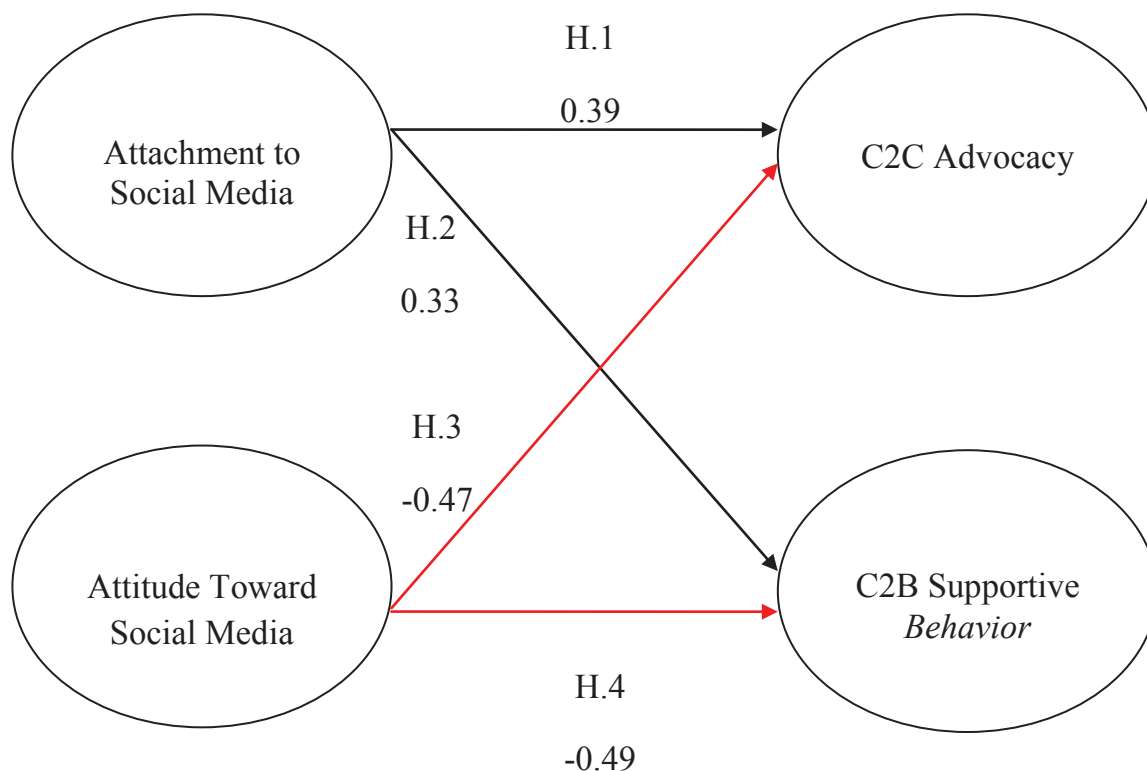 H.1
0.39
Attachment to
Social Media
C2C Advocacy
H.2
0.33
H.3
-0.47
Attitude Toward
Social Media
C2B Supportive
Behavior
H.4
-0.49